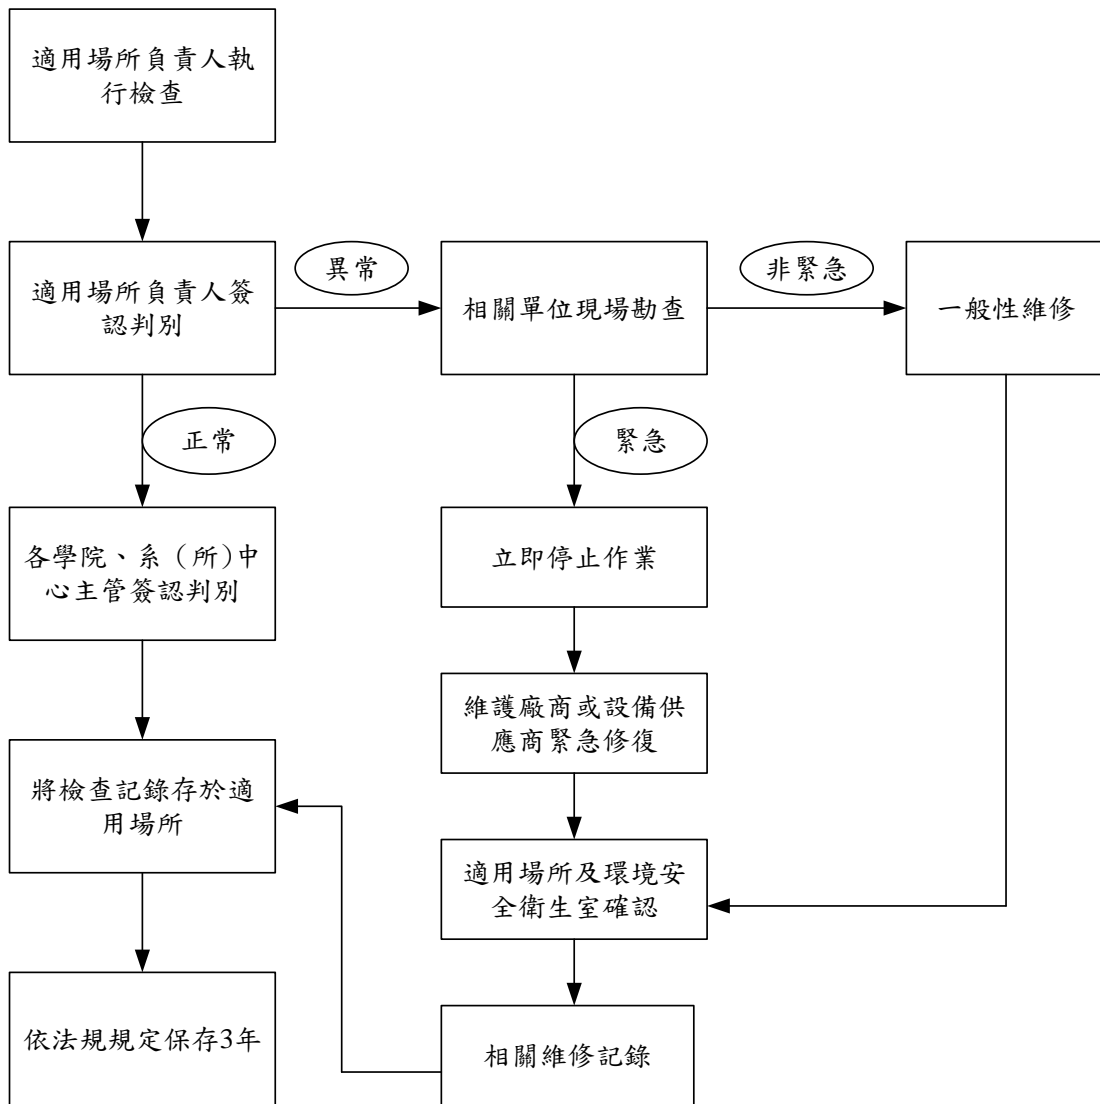 適用場所負責人執
行檢查
適用場所負責人簽
認判別
異常
相關單位現場勘查
非緊急
一般性維修
正常
緊急
各學院、系（所)中
心主管簽認判別
立即停止作業
維護廠商或設備供
應商緊急修復
將檢查記錄存於適
用場所
適用場所及環境安
全衛生室確認
依法規規定保存3年
相關維修記錄